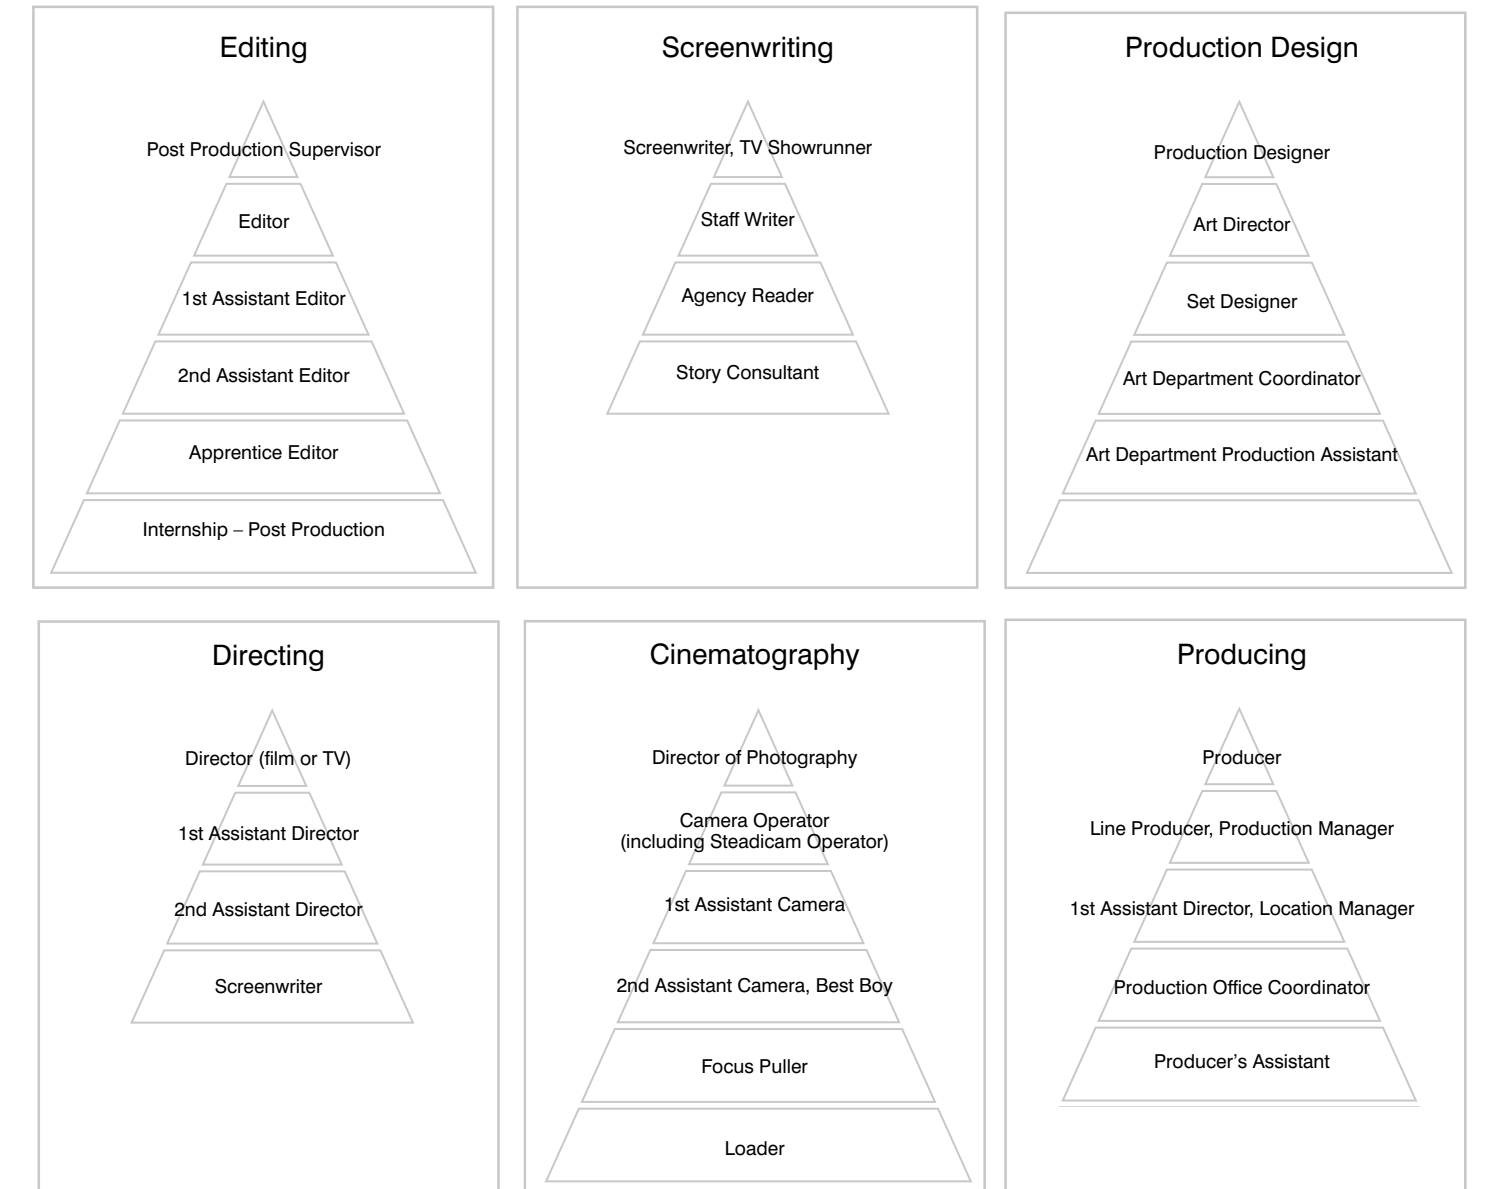 Editing
Post Production Supervisor
Editor
1st Assistant Editor
2nd Assistant Editor
Apprentice Editor
Internship – Post Production
Screenwriting
Screenwriter, TV Showrunner
Staff Writer
Agency Reader
Story Consultant
Production Design
Production Designer
Art Director
Set Designer
Art Department Coordinator
Art Department Production Assistant
Directing
Director (film or TV)
1st Assistant Director
2nd Assistant Director
Screenwriter
Cinematography
Director of Photography
Camera Operator
(including Steadicam Operator)
1st Assistant Camera
2nd Assistant Camera, Best Boy
Focus Puller
Loader
Producing
Producer
Line Producer, Production Manager
1st Assistant Director, Location Manager
Production Office Coordinator
Producer’s Assistant